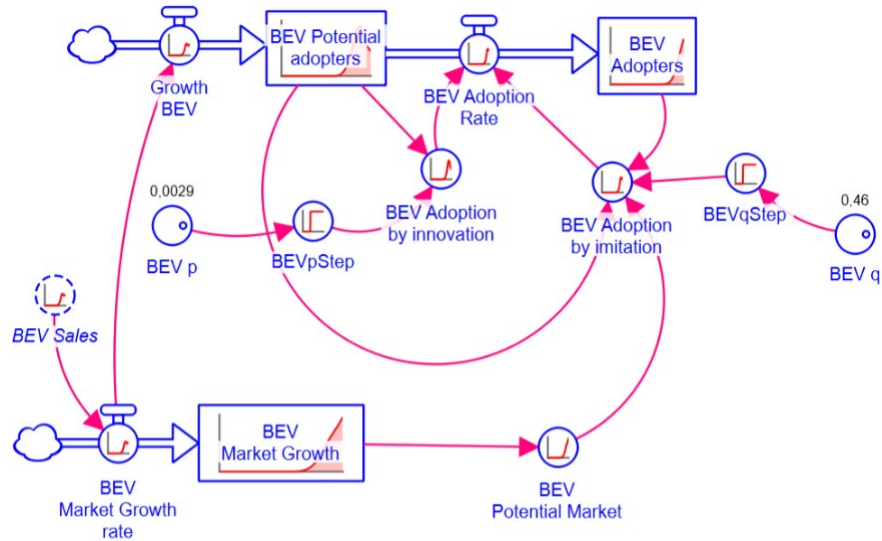 BEV Potential
adopters
BEV
Adopters
Growth
BEV
BEV Adoption
Rate
0,0029
BEV p
BEVpStep
BEV Adoption
by innovation
BEV Adoption
by imitation
BEVqStep
0,46
BEV q
BEV Sales
BEV
Market Growth
BEV
Market Growth
rate
BEV
Potential Market